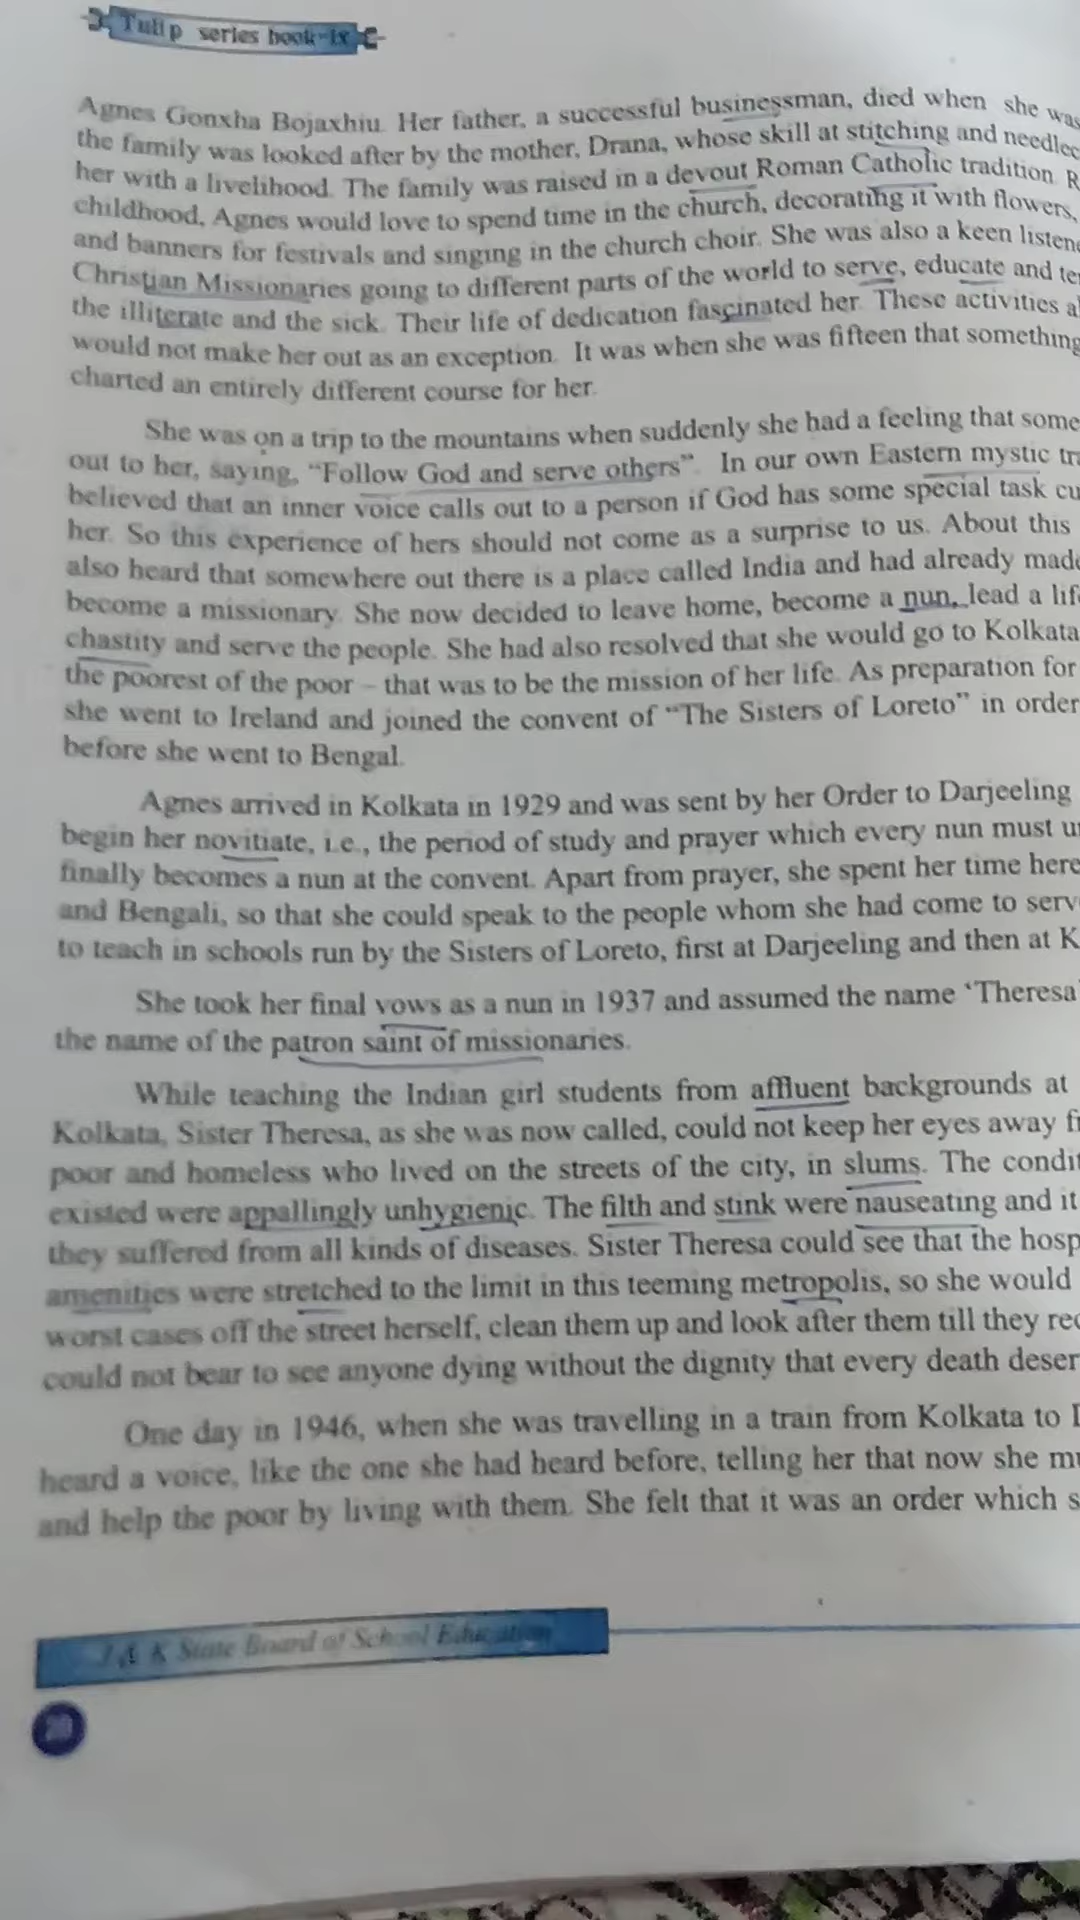 Tulip series book-ix
Agnes Gonxha Bojaxhiu. Her father, a successful businessman, died when she was
the family was looked after by the mother, Drana, whose skill at stitching and
her with a livelihood. The family was raised in a devout Roman Catholic tradition.
childhood, Agnes would love to spend time in the church, decorating it with flowers,
and banners for festivals and singing in the church choir. She was also a keen
Christian Missionaries going to different parts of the world to serve, educate and
the illiterate and the sick. Their life of dedication fascinated her. These activities
would not make her out as an exception. It was when she was fifteen that something
charted an entirely different course for her.
She was on a trip to the mountains when suddenly she had a feeling that some
out to her, saying, "Follow God and serve others". In our own Eastern mystic
believed that an inner voice calls out to a person if God has some special task
her. So this experience of hers should not come as a surprise to us. About this
also heard that somewhere out there is a place called India and had already made
become a missionary. She now decided to leave home, become a nun, lead a
chastity and serve the people. She had also resolved that she would go to Kolkata
the poorest of the poor – that was to be the mission of her life. As preparation for
she went to Ireland and joined the convent of "The Sisters of Loreto" in order
before she went to Bengal.
Agnes arrived in Kolkata in 1929 and was sent by her Order to Darjeeling
begin her novitiate, i.e., the period of study and prayer which every nun must
finally becomes a nun at the convent. Apart from prayer, she spent her time here
and Bengali, so that she could speak to the people whom she had come to
to teach in schools run by the Sisters of Loreto, first at Darjeeling and then at
She took her final vows as a nun in 1937 and assumed the name 'Theresa'
the name of the patron saint of missionaries.
While teaching the Indian girl students from affluent backgrounds at
Kolkata, Sister Theresa, as she was now called, could not keep her eyes away
poor and homeless who lived on the streets of the city, in slums. The
existed were appallingly unhygienic. The filth and stink were nauseating and it
they suffered from all kinds of diseases. Sister Theresa could see that the
amenities were stretched to the limit in this teeming metropolis, so she would
worst cases off the street herself, clean them up and look after them till they
could not bear to see anyone dying without the dignity that every death
One day in 1946, when she was travelling in a train from Kolkata to
heard a voice, like the one she had heard before, telling her that now she
and help the poor by living with them. She felt that it was an order which
J & K State Board of School Education
20